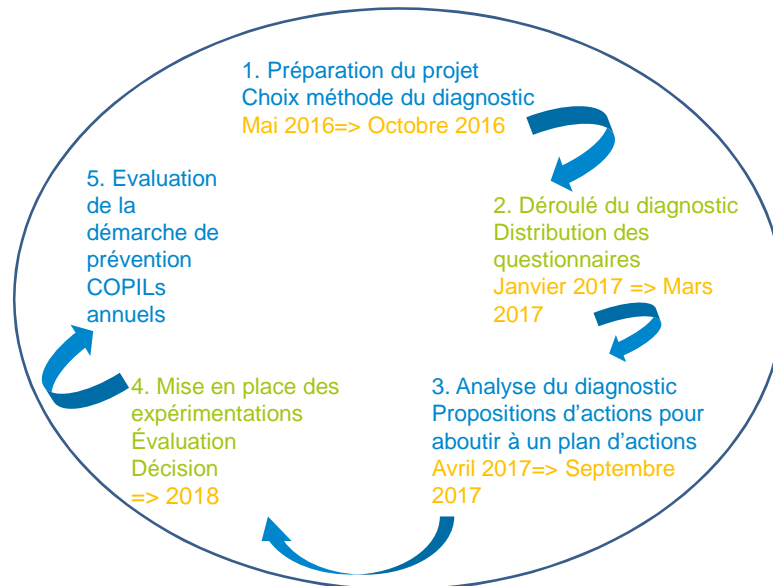 1. Préparation du projet
Choix méthode du diagnostic
Mai 2016=> Octobre 2016
2. Déroulé du diagnostic
Distribution des
questionnaires
Janvier 2017 => Mars
2017
3. Analyse du diagnostic
Propositions d'actions pour
aboutir à un plan d'actions
Avril 2017=> Septembre
2017
4. Mise en place des
expérimentations
Évaluation
Décision
=> 2018
5. Evaluation
de la
démarche de
prévention
COPILs
annuels